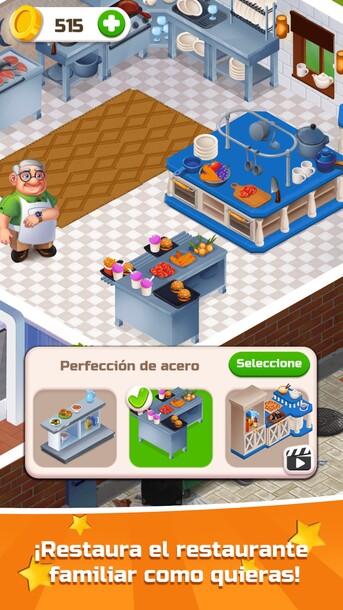 515
Perfección de acero
Seleccione
¡Restaura el restaurante
familiar como quieras!